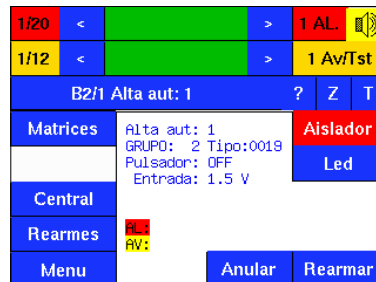 1/20 < > 1 AL.
1/12 < > 1 Av/Tst
B2/1 Alta aut: 1 ? Z T
Matrices
Alta aut: 1
GRUPO: 2 Tipo:0019
Pulsador: OFF
Entrada: 1.5 V
Aislador
Led
Central
Rearmes
AL:
AV:
Menu
Anular
Rearmar